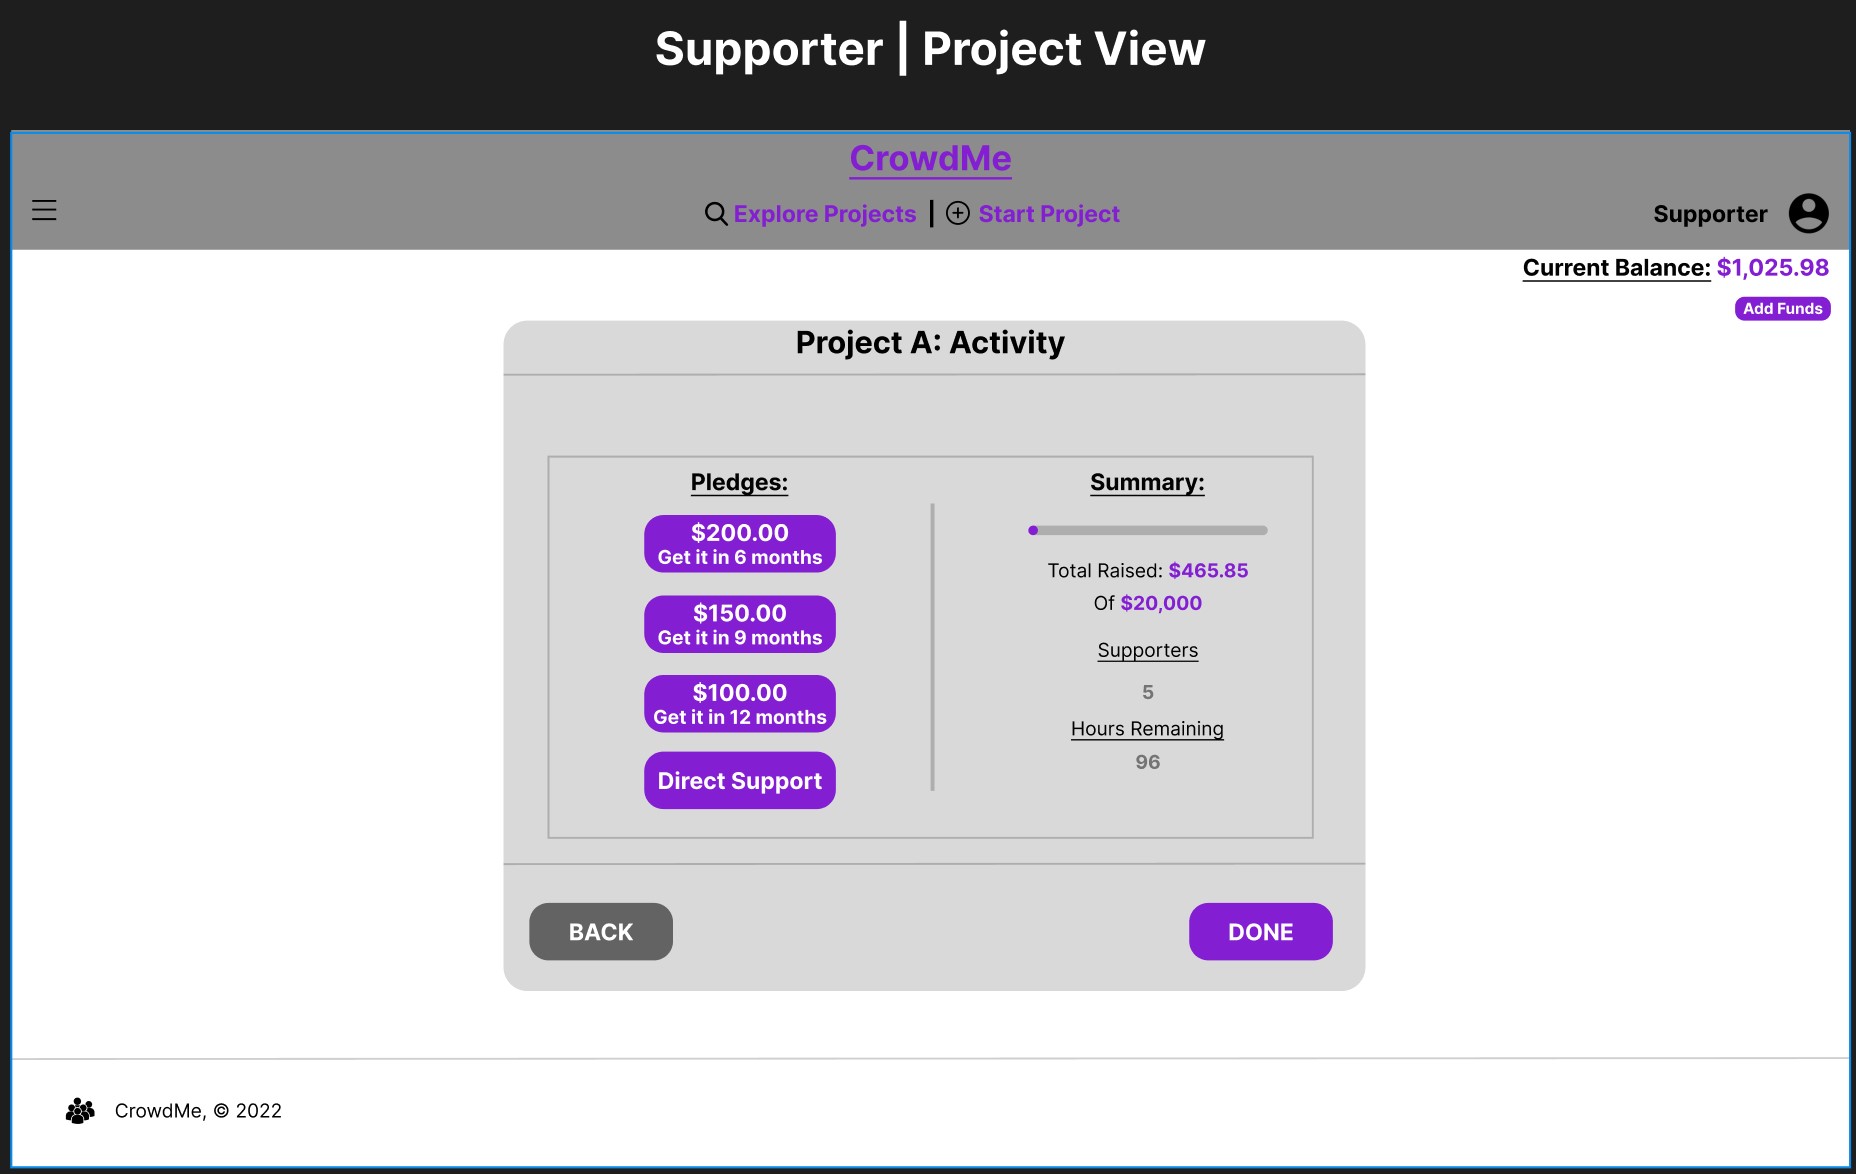 Supporter | Project View
CrowdMe
Explore Projects | Start Project
Supporter
Current Balance: $1,025.98
Add Funds
Project A: Activity
Pledges:
$200.00
Get it in 6 months
$150.00
Get it in 9 months
$100.00
Get it in 12 months
Direct Support
Summary:
Total Raised: $465.85
Of $20,000
Supporters
5
Hours Remaining
96
BACK
DONE
CrowdMe, © 2022